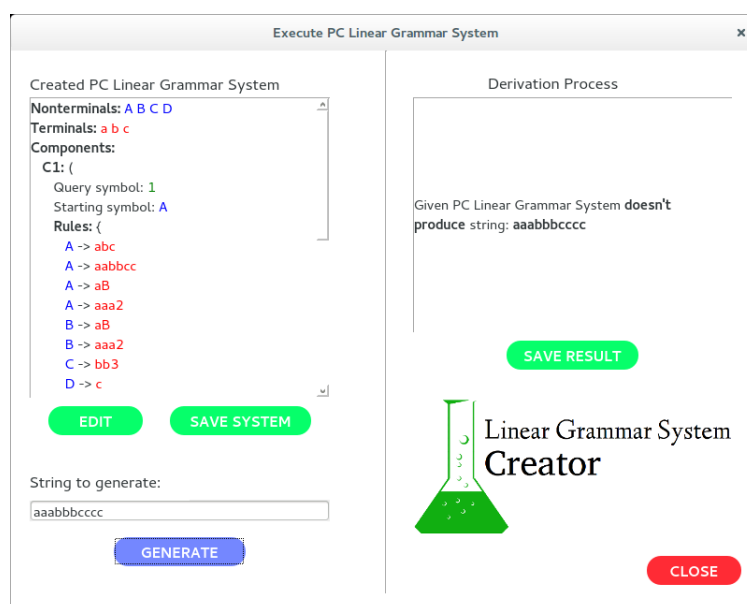 Execute PC Linear Grammar System
×
Created PC Linear Grammar System
Nonterminals: A B C D
Terminals: a b c
Components:
C1: (
Query symbol: 1
Starting symbol: A
Rules: {
A -> abc
A -> aabbcc
A -> aB
A -> aaa2
B -> aB
B -> aaa2
C -> bb3
D -> c
EDIT
SAVE SYSTEM
String to generate:
aaabbbcccc
GENERATE
Derivation Process
Given PC Linear Grammar System doesn't
produce string: aaabbbcccc
SAVE RESULT
Linear Grammar System
Creator
CLOSE